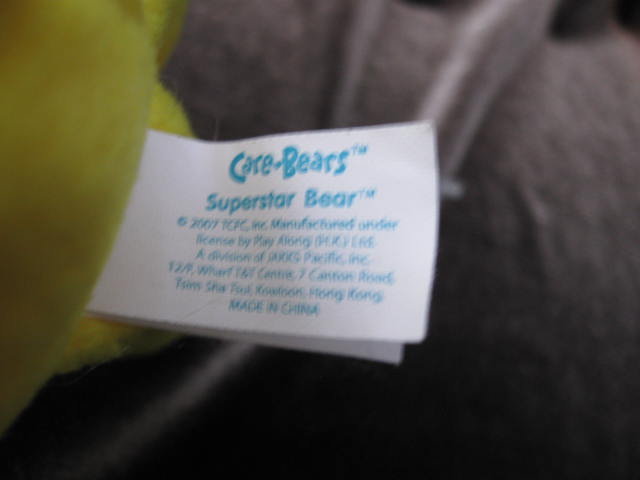 Care-Bears™
Superstar Bear™
© 2007 TCFC, Inc. Manufactured under
license by Play Along (H.K.) Ltd.
A division of JAKKS Pacific, Inc.
12/F, Wharf T&T Centre, 7 Canton Road,
Tsim Sha Tsui, Kowloon, Hong Kong
MADE IN CHINA